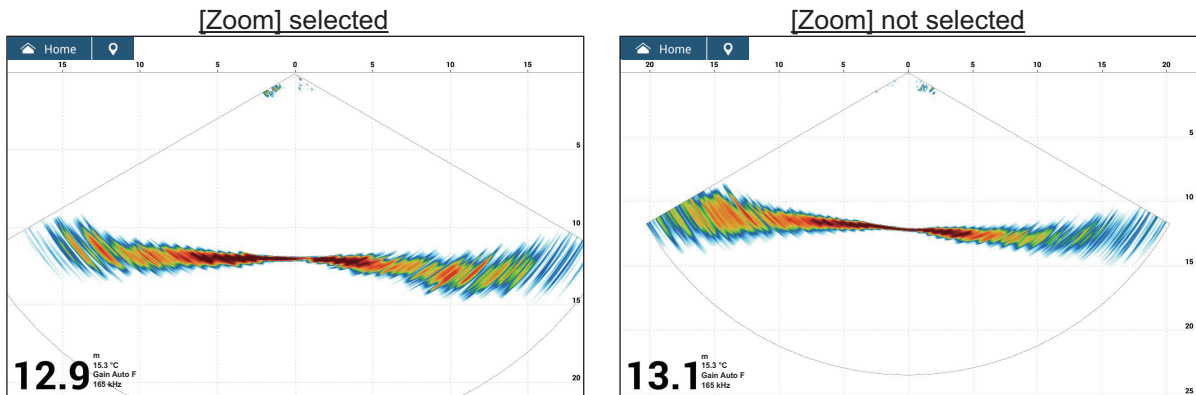 [Zoom] selected
Home
15 10 5 0 5 10 15
5
10
15
20
12.9
m
15.3 °C
Gain Auto F
165 kHz
[Zoom] not selected
Home
20 15 10 5 0 5 10 15 20
5
10
15
20
25
13.1
m
15.3 °C
Gain Auto F
165 kHz